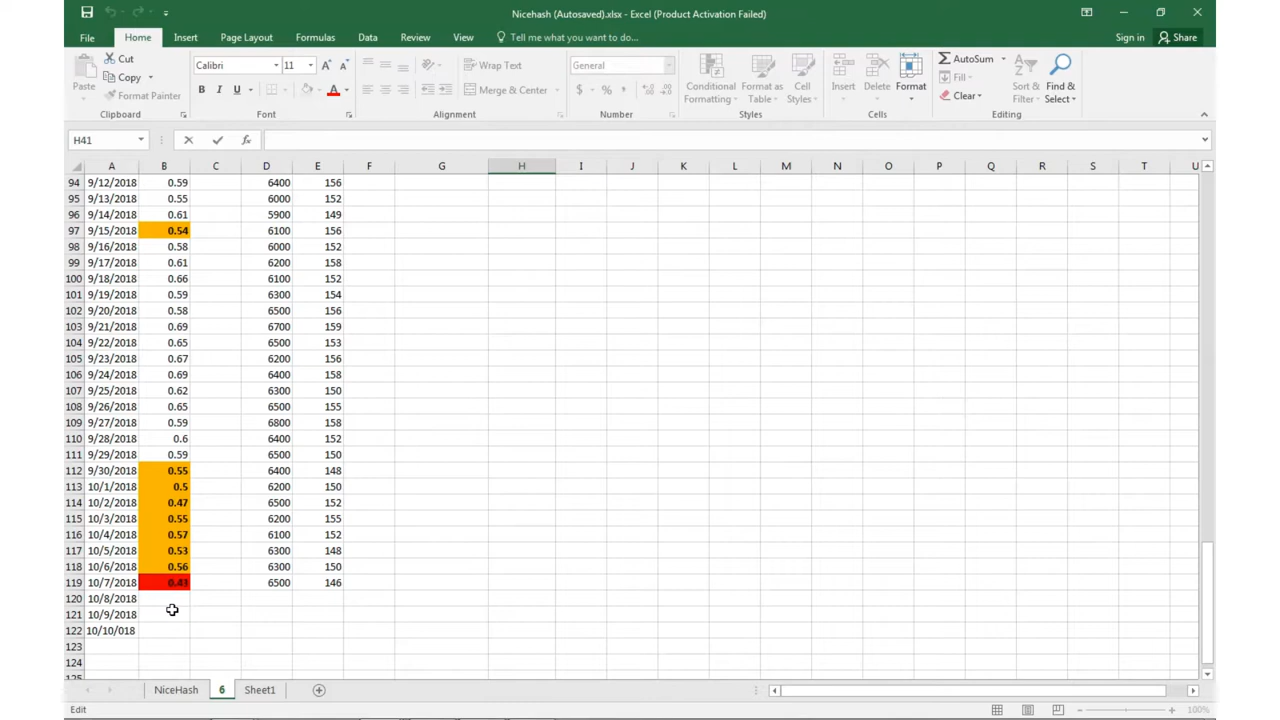 Nicehash (Autosaved).xlsx - Excel (Product Activation Failed)
File Home Insert Page Layout Formulas Data Review View Tell me what you want to do... Sign in Share
Paste Cut Copy Format Painter Clipboard
Calibri 11 A A B I U A Font
Wrap Text Merge & Center Alignment
General $ % Number
Conditional Formatting Format as Table Cell Styles Styles
Insert Delete Format Cells
AutoSum Fill Clear Sort & Filter Find & Select Editing
H41 fx
A B C D E F G H I J K L M N O P Q R S T U
94 9/12/2018 0.59 6400 156
95 9/13/2018 0.55 6000 152
96 9/14/2018 0.61 5900 149
97 9/15/2018 0.54 6100 156
98 9/16/2018 0.58 6000 152
99 9/17/2018 0.61 6200 158
100 9/18/2018 0.66 6100 152
101 9/19/2018 0.59 6300 154
102 9/20/2018 0.58 6500 156
103 9/21/2018 0.69 6700 159
104 9/22/2018 0.65 6500 153
105 9/23/2018 0.67 6200 156
106 9/24/2018 0.69 6400 158
107 9/25/2018 0.62 6300 150
108 9/26/2018 0.65 6500 155
109 9/27/2018 0.59 6800 158
110 9/28/2018 0.6 6400 152
111 9/29/2018 0.59 6500 150
112 9/30/2018 0.55 6400 148
113 10/1/2018 0.5 6200 150
114 10/2/2018 0.47 6500 152
115 10/3/2018 0.55 6200 155
116 10/4/2018 0.57 6100 152
117 10/5/2018 0.53 6300 148
118 10/6/2018 0.56 6300 150
119 10/7/2018 0.43 6500 146
120 10/8/2018
121 10/9/2018
122 10/10/018
123
124
125
NiceHash 6 Sheet1
Edit 100%